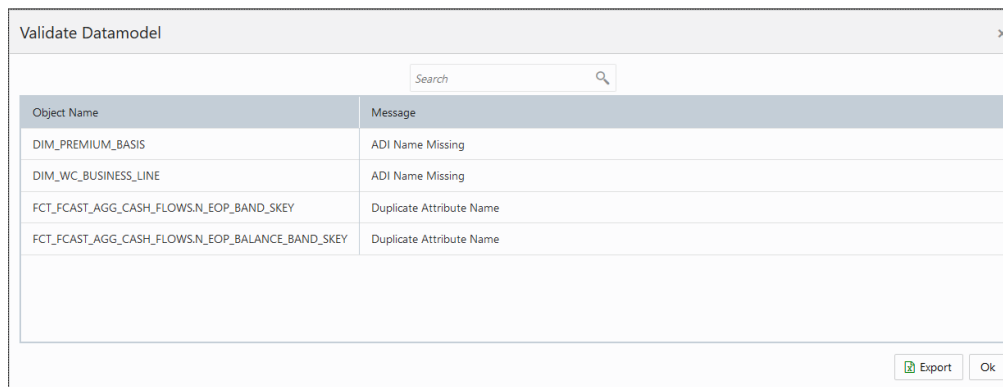 Validate Datamodel
Search
Object Name Message
DIM_PREMIUM_BASIS ADI Name Missing
DIM_WC_BUSINESS_LINE ADI Name Missing
FCT_FCAST_AGG_CASH_FLOWS.N_EOP_BAND_SKEY Duplicate Attribute Name
FCT_FCAST_AGG_CASH_FLOWS.N_EOP_BALANCE_BAND_SKEY Duplicate Attribute Name
Export Ok